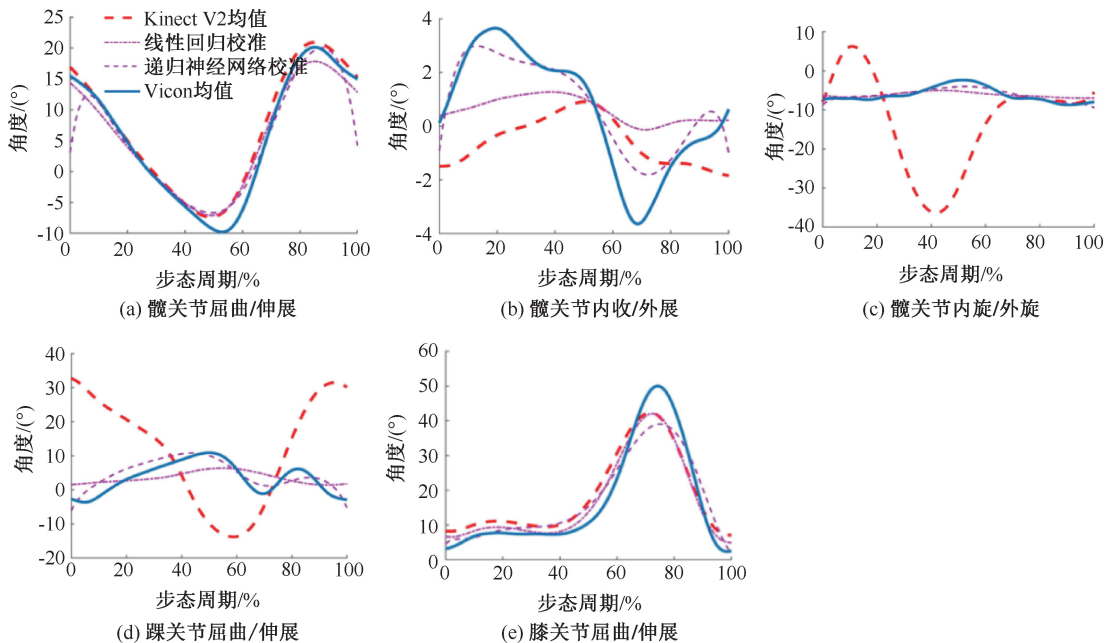 Kinect V2均值
线性回归校准
递归神经网络校准
Vicon均值
角度/(°)
25
20
15
10
5
0
-5
-10
0 20 40 60 80 100
步态周期/%
(a) 髋关节屈曲/伸展
角度/(°)
4
2
0
-2
-4
0 20 40 60 80 100
步态周期/%
(b) 髋关节内收/外展
角度/(°)
10
0
-10
-20
-30
-40
0 20 40 60 80 100
步态周期/%
(c) 髋关节内旋/外旋
角度/(°)
40
30
20
10
0
-10
-20
0 20 40 60 80 100
步态周期/%
(d) 踝关节屈曲/伸展
角度/(°)
60
50
40
30
20
10
0
0 20 40 60 80 100
步态周期/%
(e) 膝关节屈曲/伸展